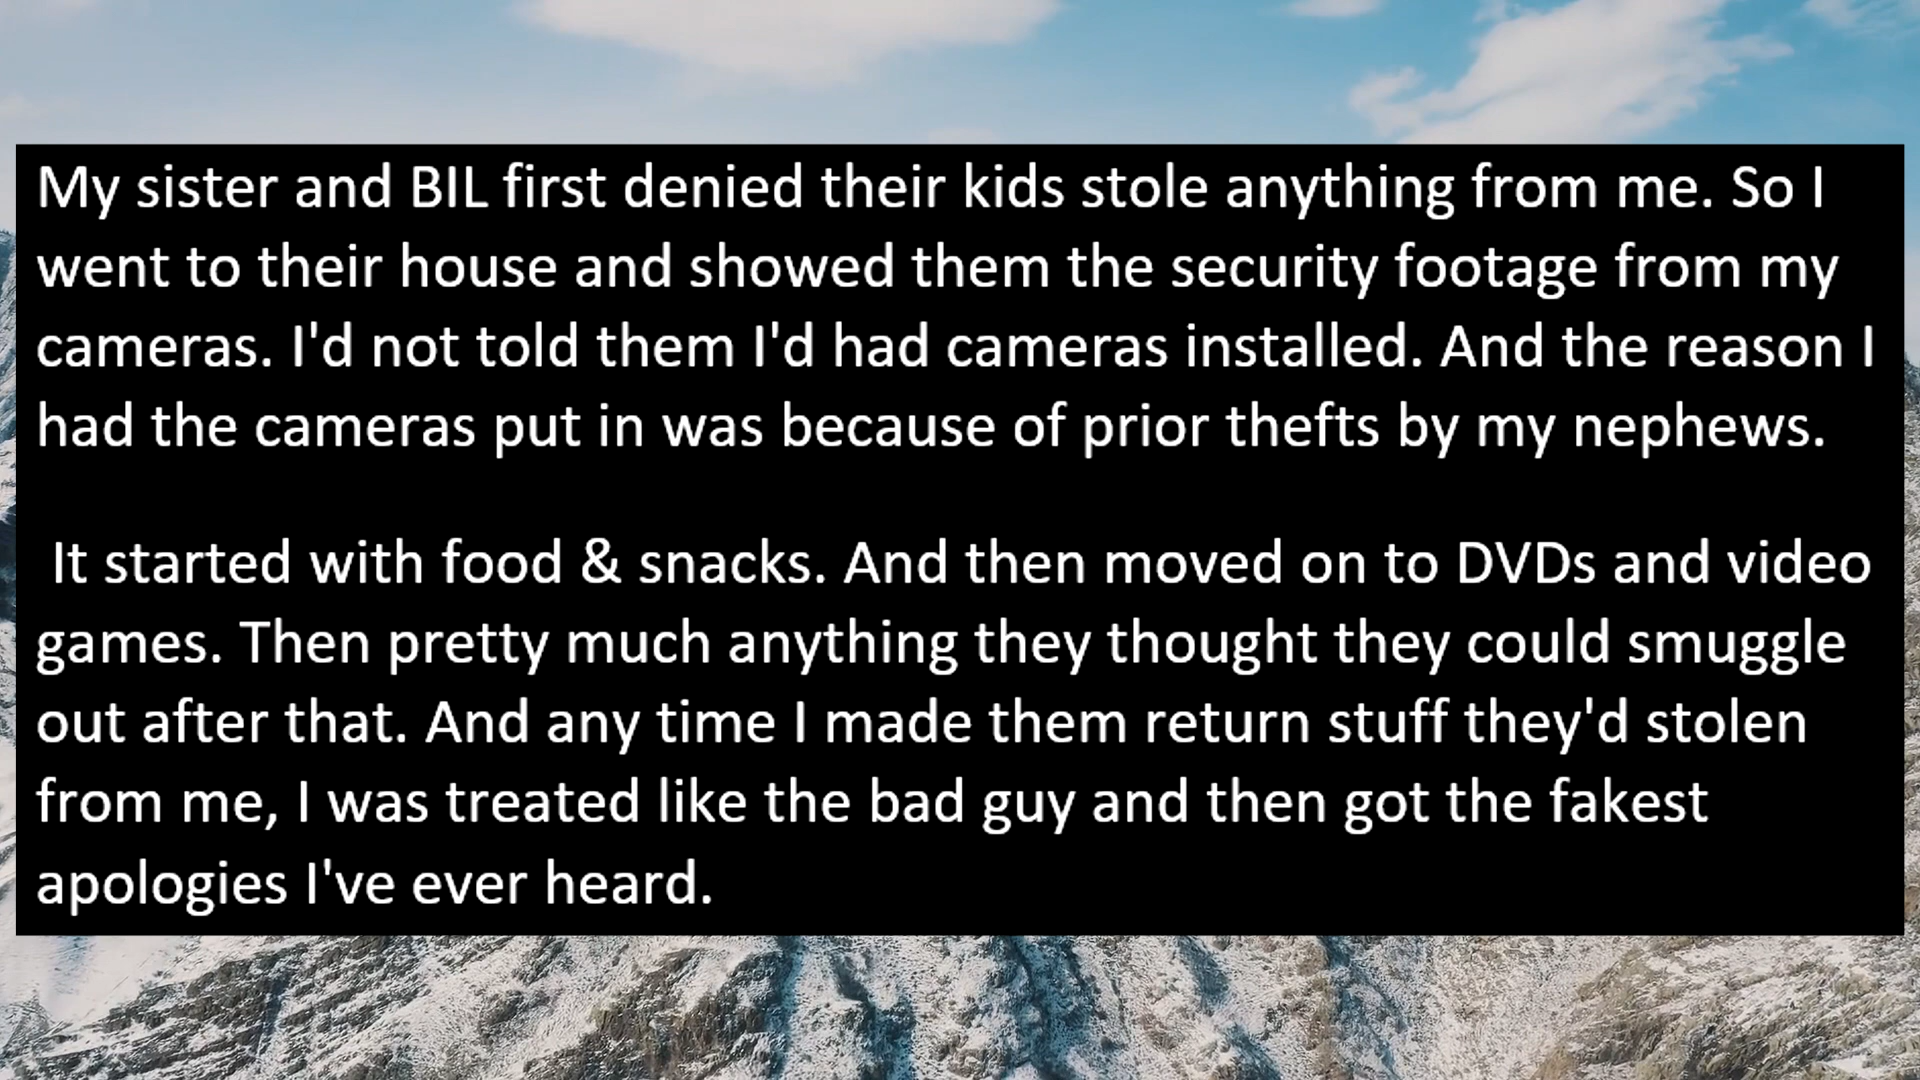 My sister and BIL first denied their kids stole anything from me. So I
went to their house and showed them the security footage from my
cameras. I'd not told them I'd had cameras installed. And the reason I
had the cameras put in was because of prior thefts by my nephews.
It started with food & snacks. And then moved on to DVDs and video
games. Then pretty much anything they thought they could smuggle
out after that. And any time I made them return stuff they'd stolen
from me, I was treated like the bad guy and then got the fakest
apologies I've ever heard.